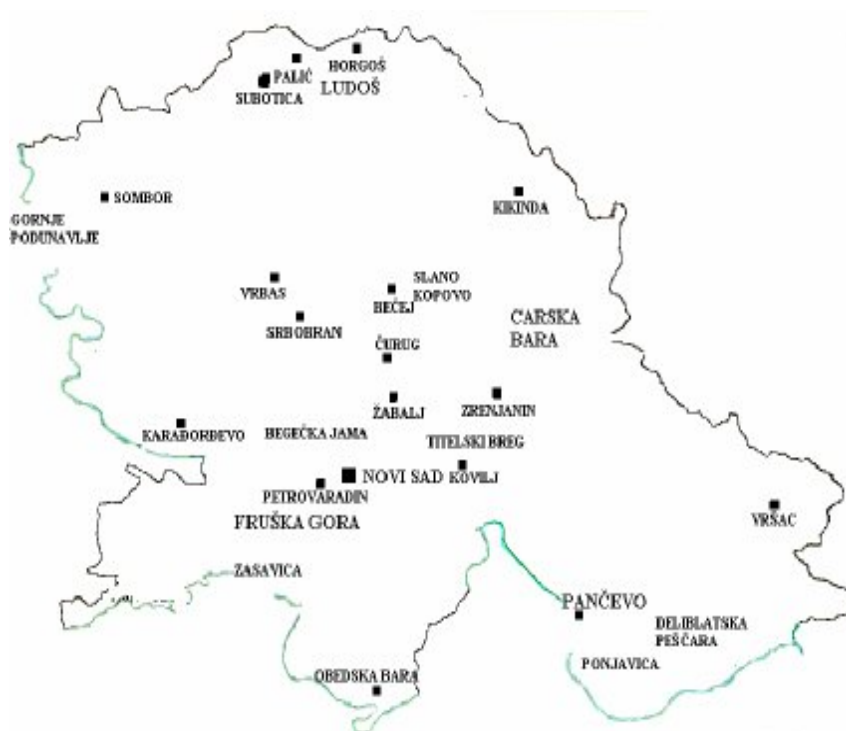 HORGOŠ
PALIĆ
LUDOŠ
SUBOTICA
SOMBOR
KIKINDA
GORNJE
PODUNAVLJE
SLANO
KOPOVO
VRBAS
BEČEJ
CARSKA
BARA
SRBOBRAN
ČURUG
ŽABALJ
ZRENJANIN
KARAĐORĐEVO
BEGEČKA JAMA
TITELSKI BREG
NOVI SAD
KOVILJ
PETROVARADIN
FRUŠKA GORA
VRŠAC
ZASAVICA
PANČEVO
DELIBLATSKA
PEŠČARA
PONJAVICA
OBEDSKA BARA